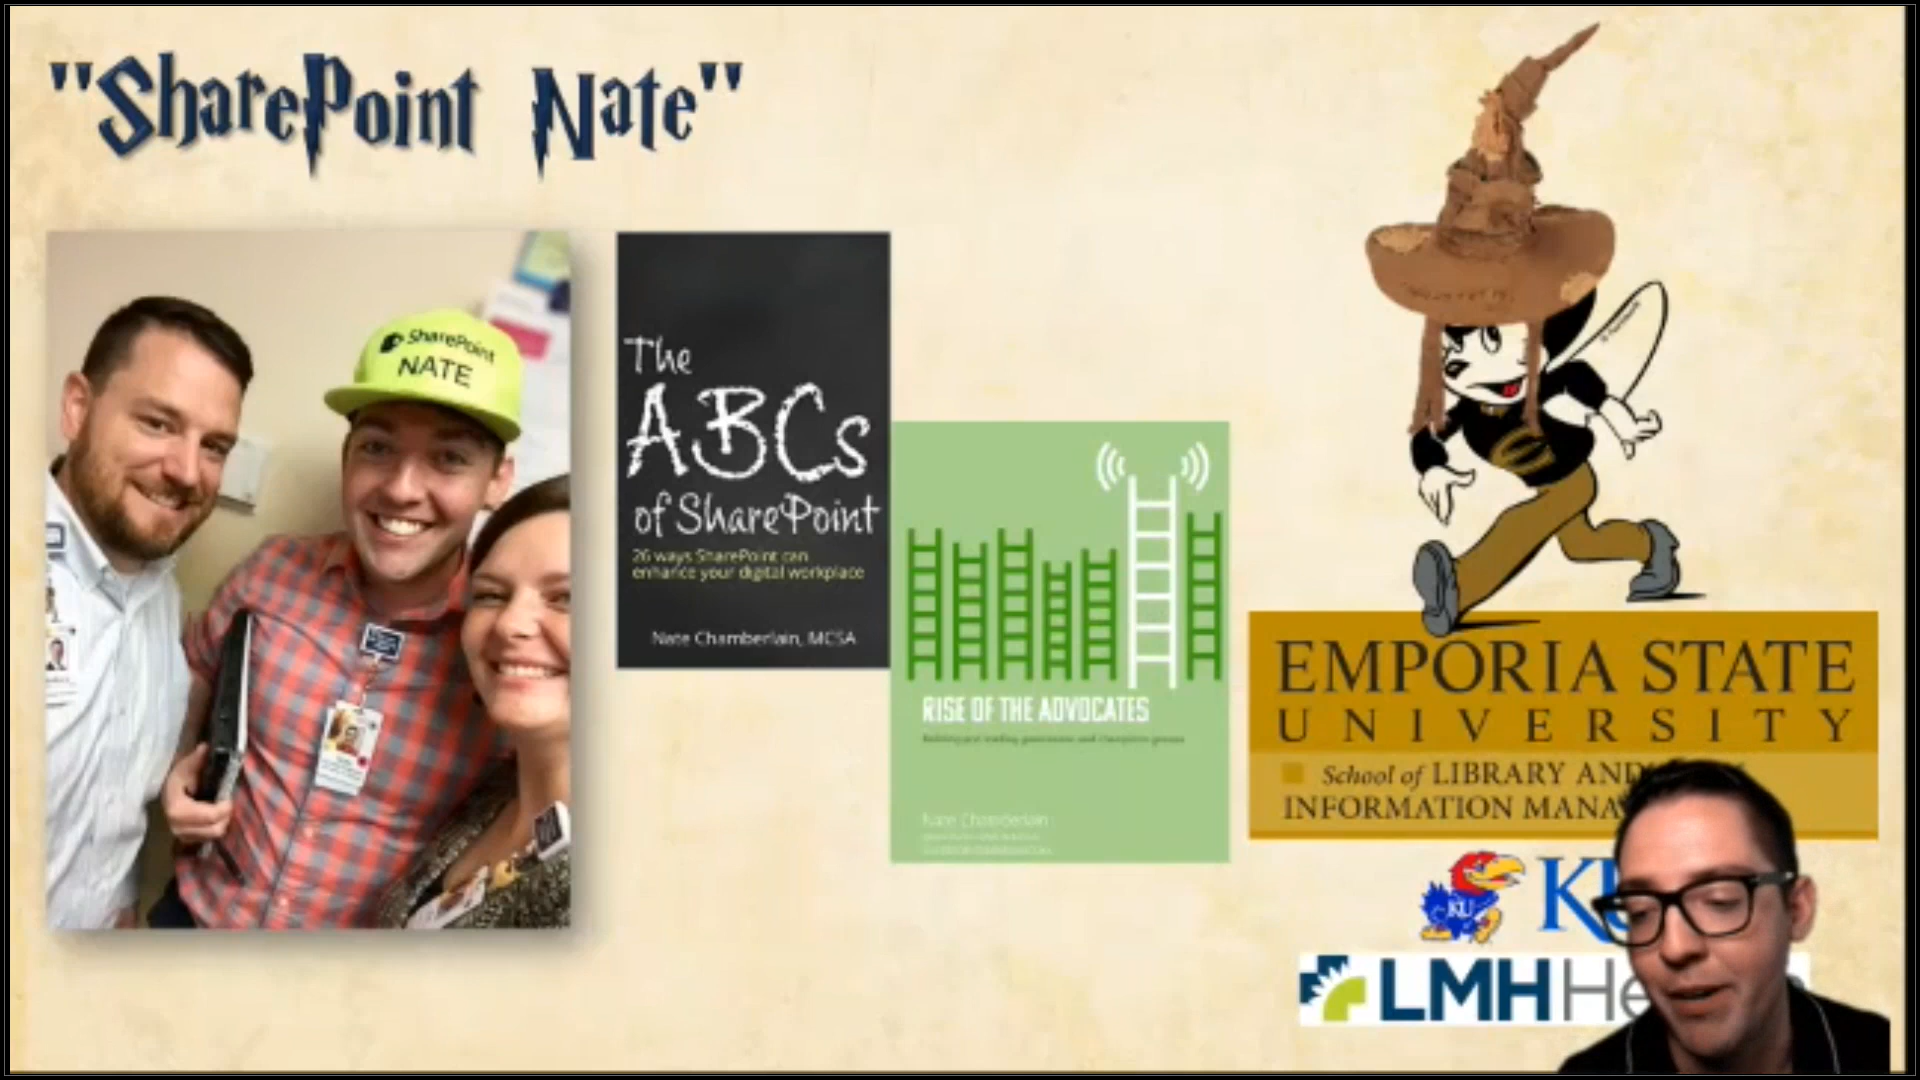 "SharePoint Nate"
SharePoint
NATE
The
ABCs
of SharePoint
26 ways SharePoint can
enhance your digital workplace
Nate Chamberlain, MCSA
RISE OF THE ADVOCATES
Nate Chamberlain
E
EMPORIA STATE
UNIVERSITY
School of LIBRARY AND
INFORMATION MANA
KU
KU
LMH He